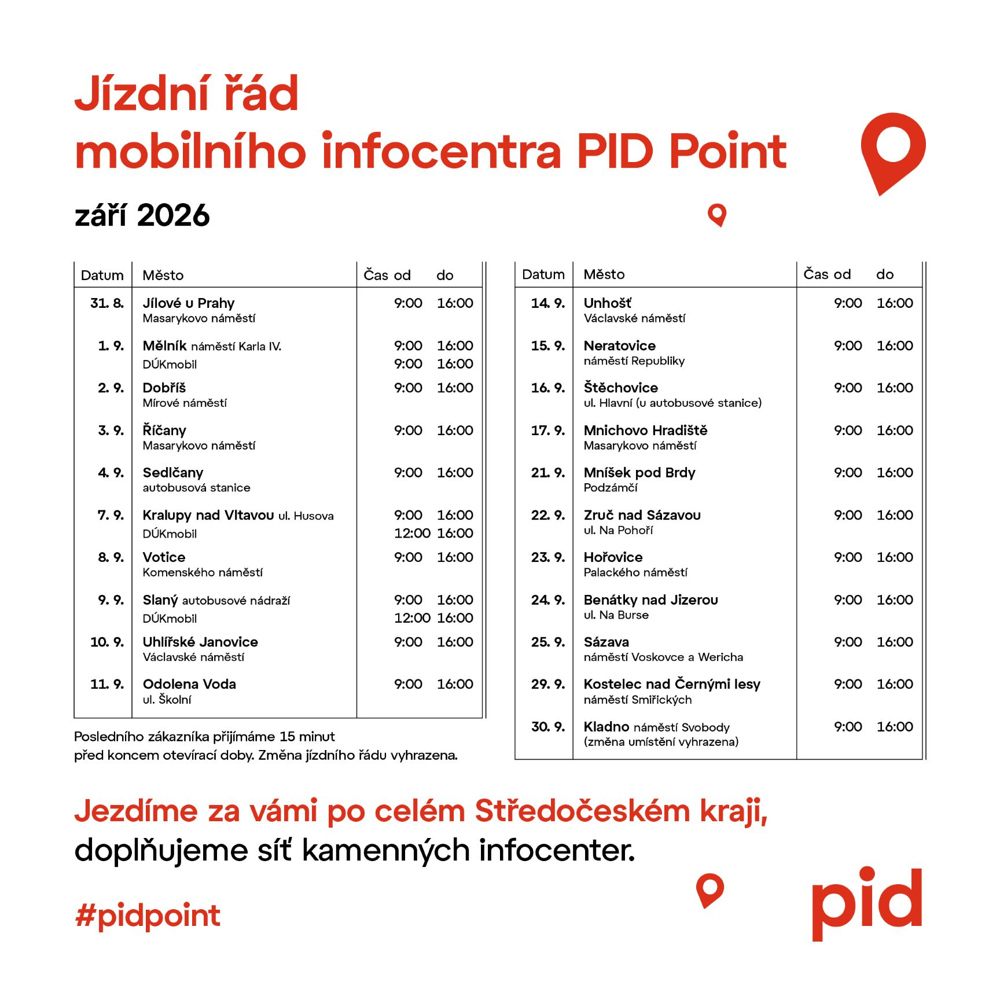 Jízdní řád
mobilního infocentra PID Point
září 2026
Datum Město Čas od do
31. 8. Jílové u Prahy 9:00 16:00
Masarykovo náměstí
1. 9. Mělník náměstí Karla IV. 9:00 16:00
DÚKmobil 9:00 16:00
2. 9. Dobříš 9:00 16:00
Mírové náměstí
3. 9. Říčany 9:00 16:00
Masarykovo náměstí
4. 9. Sedlčany 9:00 16:00
autobusová stanice
7. 9. Kralupy nad Vltavou ul. Husova 9:00 16:00
DÚKmobil 12:00 16:00
8. 9. Votice 9:00 16:00
Komenského náměstí
9. 9. Slaný autobusové nádraží 9:00 16:00
DÚKmobil 12:00 16:00
10. 9. Uhlířské Janovice 9:00 16:00
Václavské náměstí
11. 9. Odolena Voda 9:00 16:00
ul. Školní
Posledního zákazníka přijímáme 15 minut
před koncem otevírací doby. Změna jízdního řádu vyhrazena.
Datum Město Čas od do
14. 9. Unhošť 9:00 16:00
Václavské náměstí
15. 9. Neratovice 9:00 16:00
náměstí Republiky
16. 9. Štěchovice 9:00 16:00
ul. Hlavní (u autobusové stanice)
17. 9. Mnichovo Hradiště 9:00 16:00
Masarykovo náměstí
21. 9. Mníšek pod Brdy 9:00 16:00
Podzámčí
22. 9. Zruč nad Sázavou 9:00 16:00
ul. Na Pohoří
23. 9. Hořovice 9:00 16:00
Palackého náměstí
24. 9. Benátky nad Jizerou 9:00 16:00
ul. Na Burse
25. 9. Sázava 9:00 16:00
náměstí Voskovce a Wericha
29. 9. Kostelec nad Černými lesy 9:00 16:00
náměstí Smiřických
30. 9. Kladno náměstí Svobody 9:00 16:00
(změna umístění vyhrazena)
Jezdíme za vámi po celém Středočeském kraji,
doplňujeme síť kamenných infocenter.
#pidpoint
pid